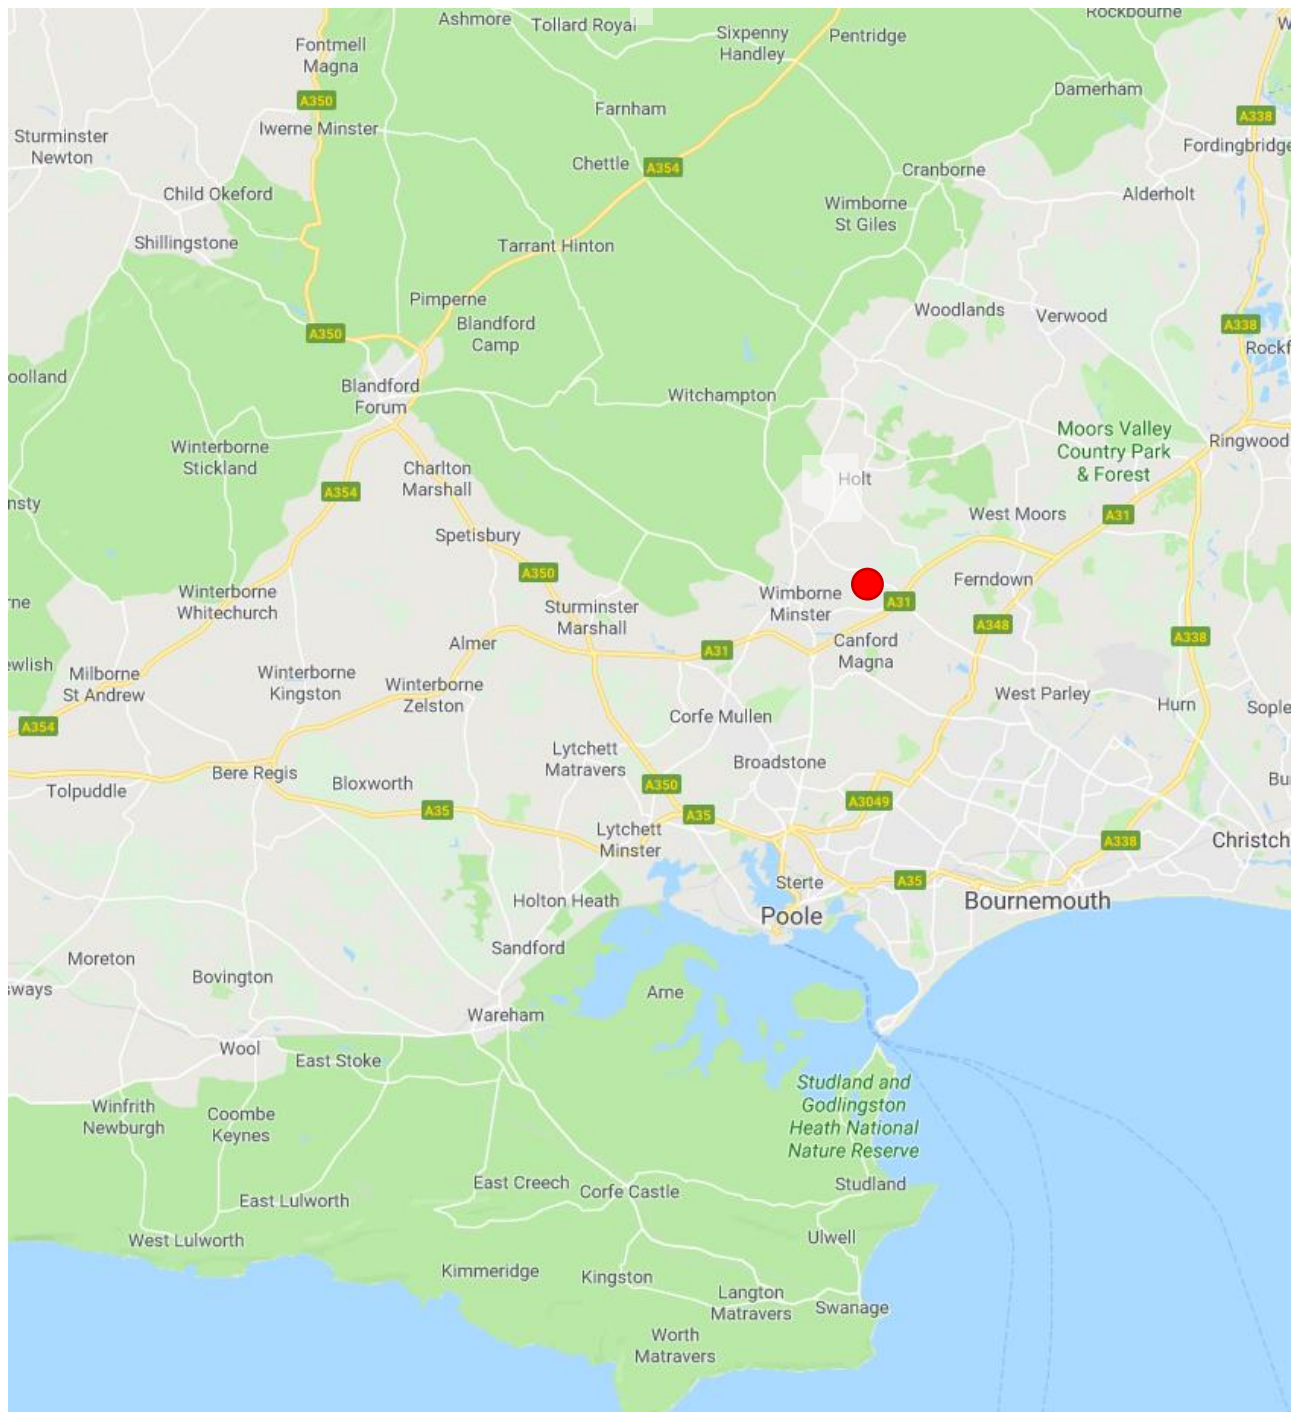 Ashmore
Tollard Royal
Rockbourne
Sixpenny
Handley
Pentridge
W
Fontmell
Magna
A350
Farnham
Damerham
A338
Iwerne Minster
Sturminster
Newton
Fordingbridge
Chettle
A354
Cranborne
Child Okeford
Alderholt
Wimborne
St Giles
Shillingstone
Tarrant Hinton
Pimperne
Woodlands
Verwood
Blandford
Camp
A350
A338
Rockf
oolland
Blandford
Forum
Witchampton
Moors Valley
Country Park
& Forest
Ringwood
Winterborne
Stickland
Charlton
Marshall
Holt
A354
nsty
West Moors
A31
Spetisbury
A350
Ferndown
Winterborne
Whitechurch
Wimborne
Minster
A31
rne
Sturminster
Marshall
A348
Almer
A31
Canford
Magna
A338
ewlish
Milborne
St Andrew
Winterborne
Kingston
Winterborne
Zelston
West Parley
Hurn
Sople
Corfe Mullen
A354
Lytchett
Matravers
Broadstone
Bere Regis
Bloxworth
A350
Bu
Tolpuddle
A35
A35
A3049
Lytchett
Minster
A338
Christch
Sterte
A35
Holton Heath
Poole
Bournemouth
Sandford
Moreton
Bovington
sways
Arne
Wareham
Wool
East Stoke
Studland and
Godlingston
Heath National
Nature Reserve
Winfrith
Newburgh
Coombe
Keynes
East Creech
Corfe Castle
Studland
East Lulworth
West Lulworth
Ulwell
Kimmeridge
Kingston
Langton
Matravers
Swanage
Worth
Matravers